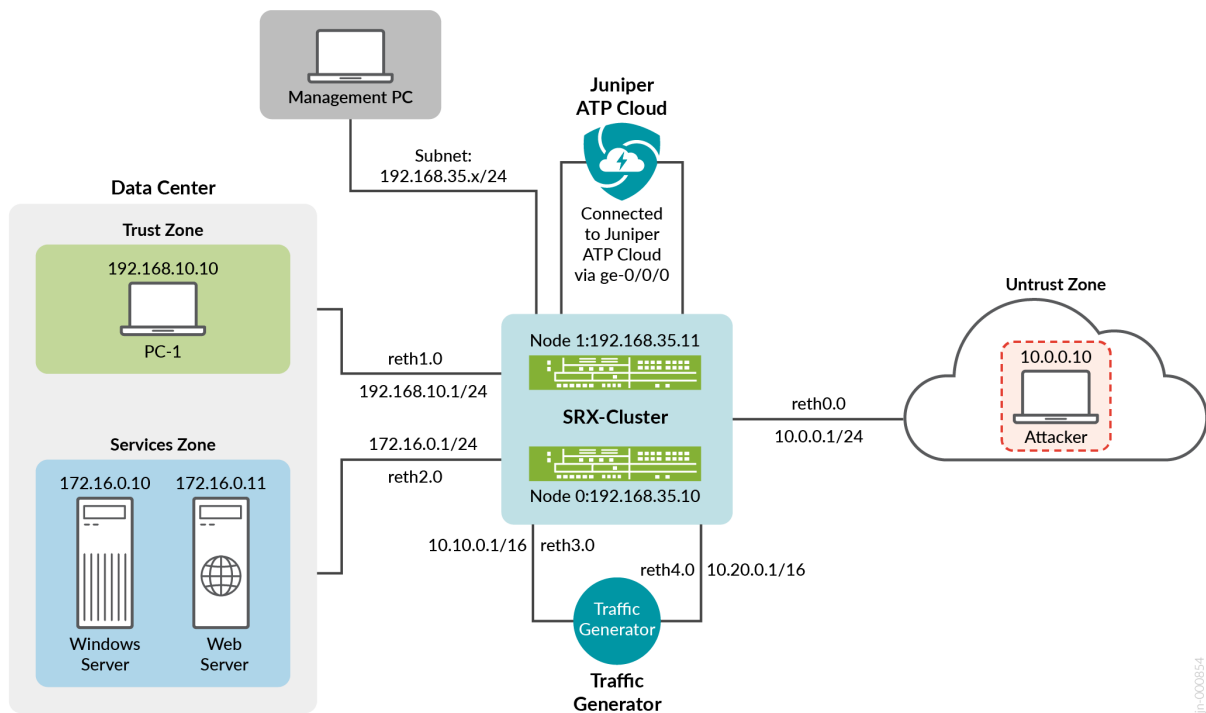 Management PC
Juniper
ATP Cloud
Subnet:
192.168.35.x/24
Connected
to Juniper
ATP Cloud
via ge-0/0/0
Data Center
Trust Zone
192.168.10.10
PC-1
reth1.0
192.168.10.1/24
Services Zone
172.16.0.10
172.16.0.11
Windows
Server
Web
Server
172.16.0.1/24
reth2.0
Node 1:192.168.35.11
SRX-Cluster
Node 0:192.168.35.10
reth0.0
10.0.0.1/24
Untrust Zone
10.0.0.10
Attacker
10.10.0.1/16
reth3.0
reth4.0
10.20.0.1/16
Traffic
Generator
Traffic
Generator
jn-000854